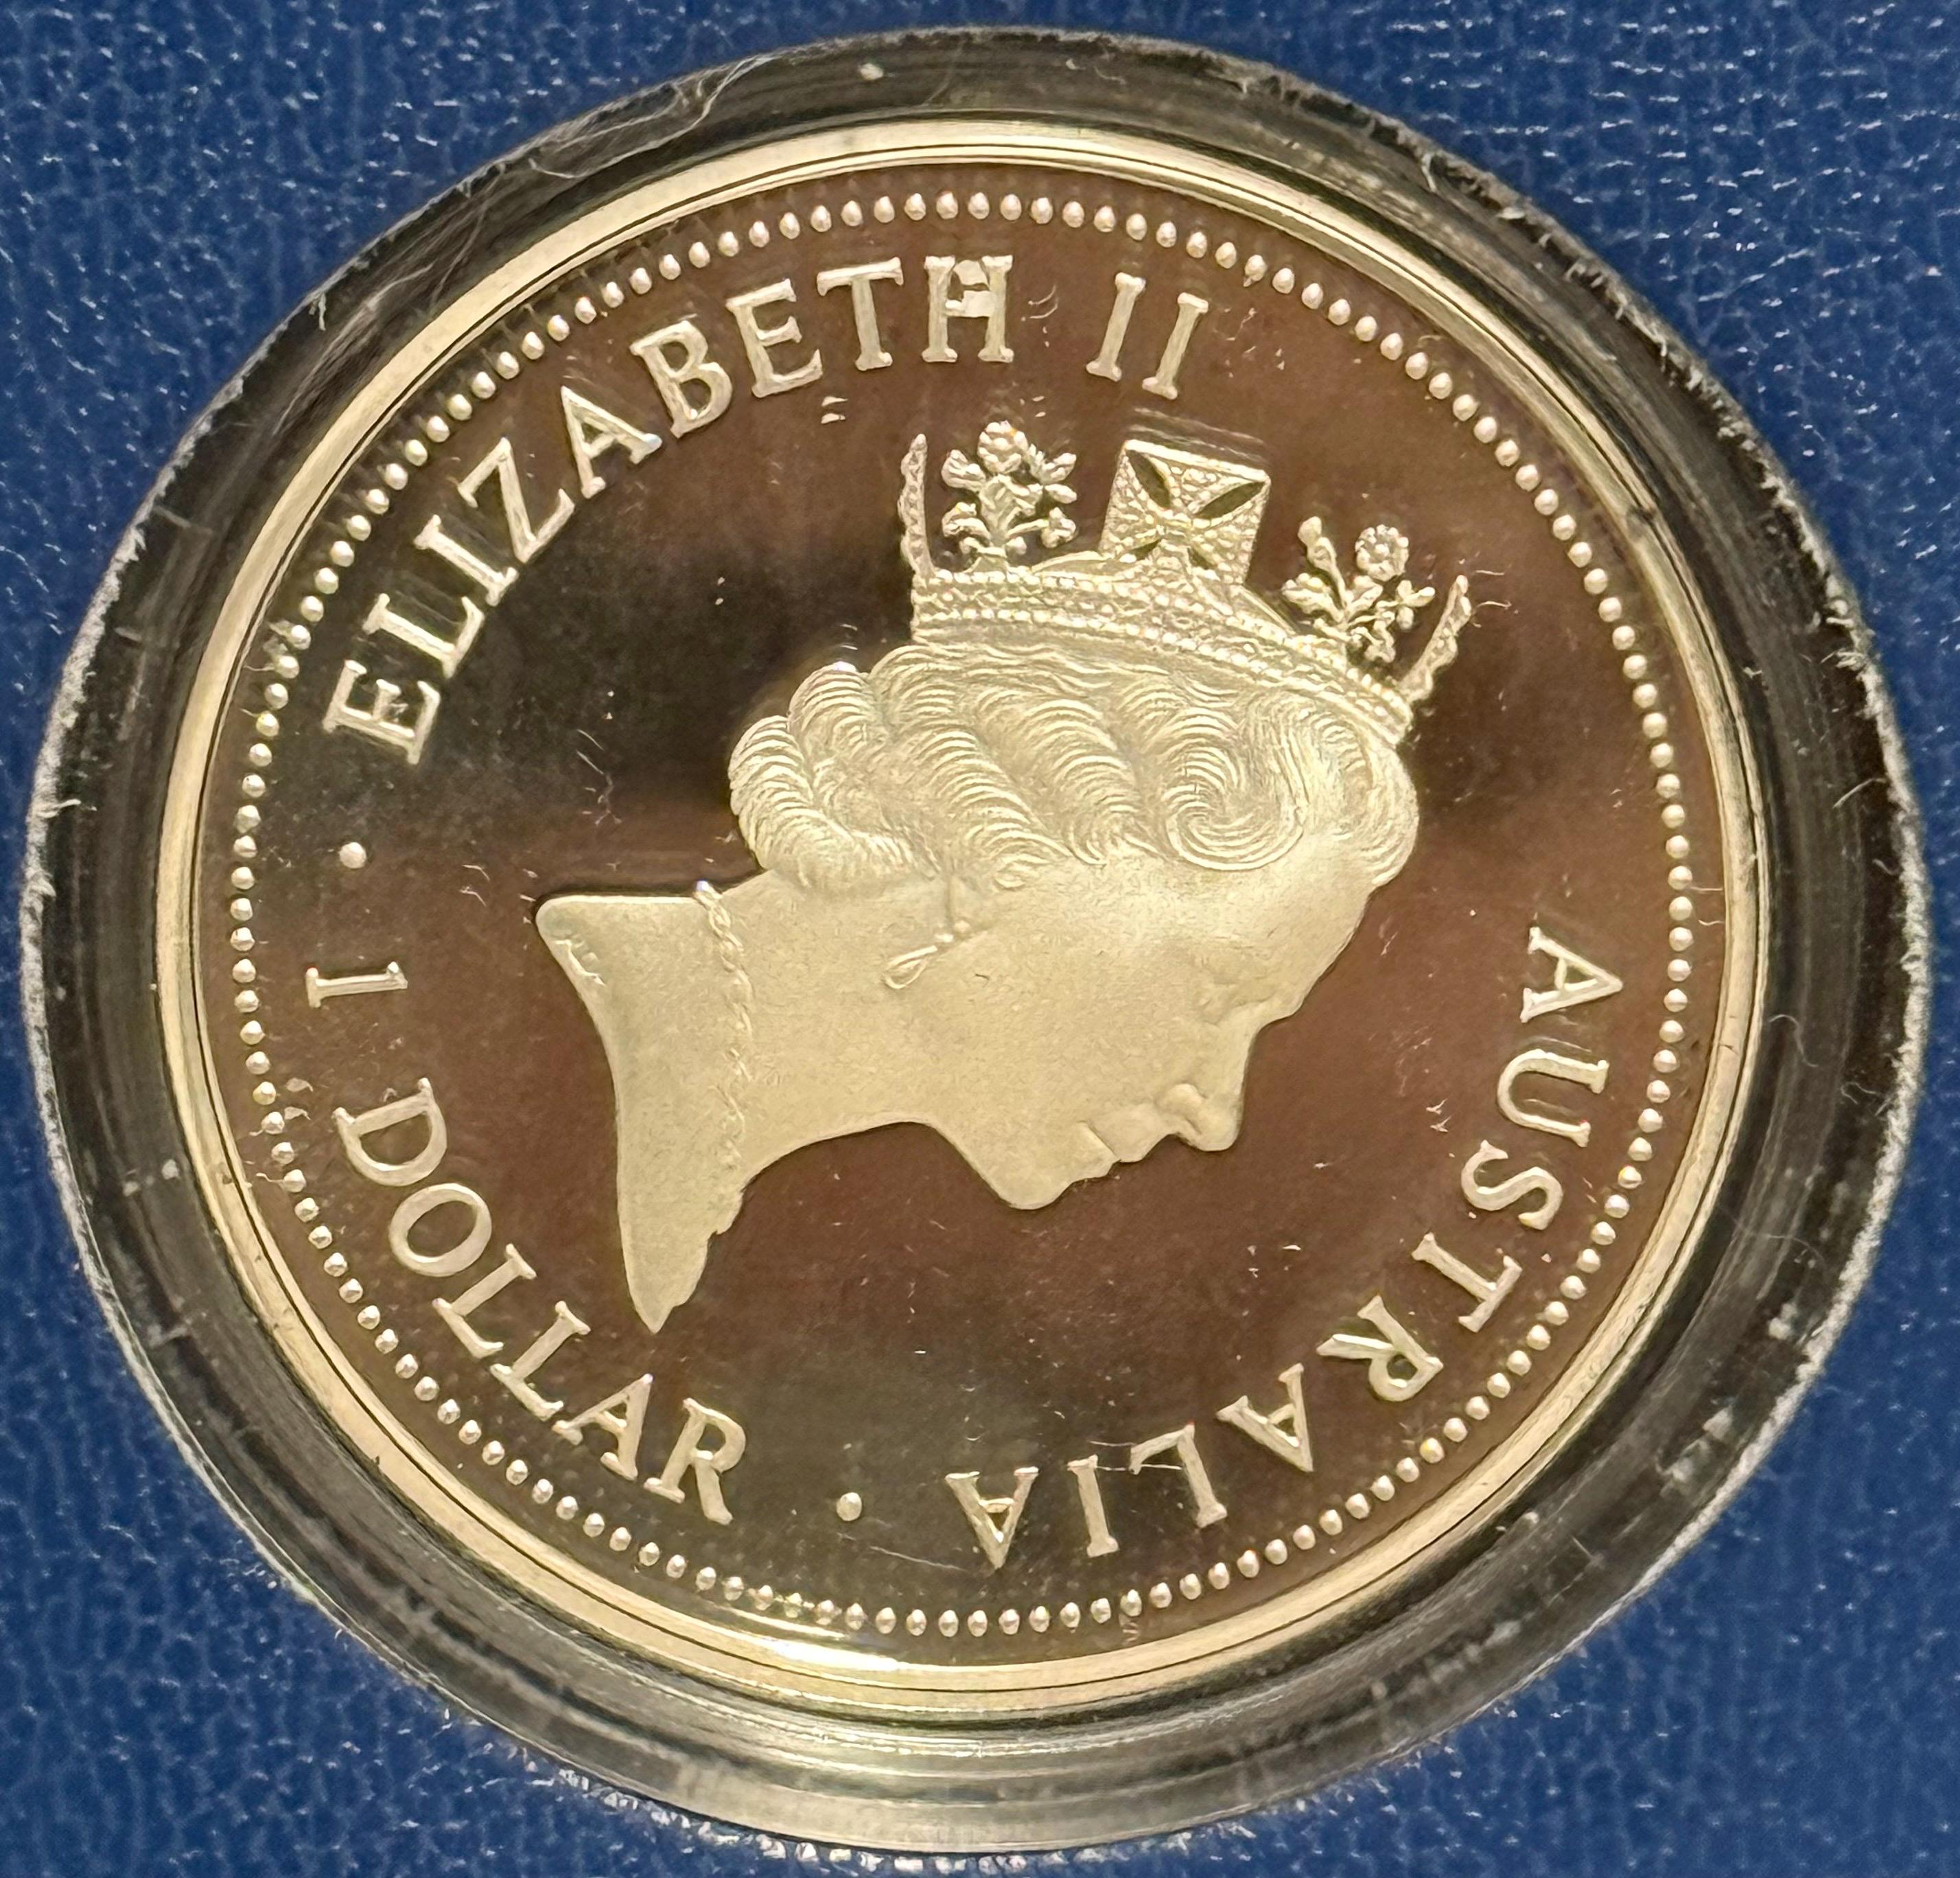 ELIZABETH II
AUSTRALIA
1 DOLLAR